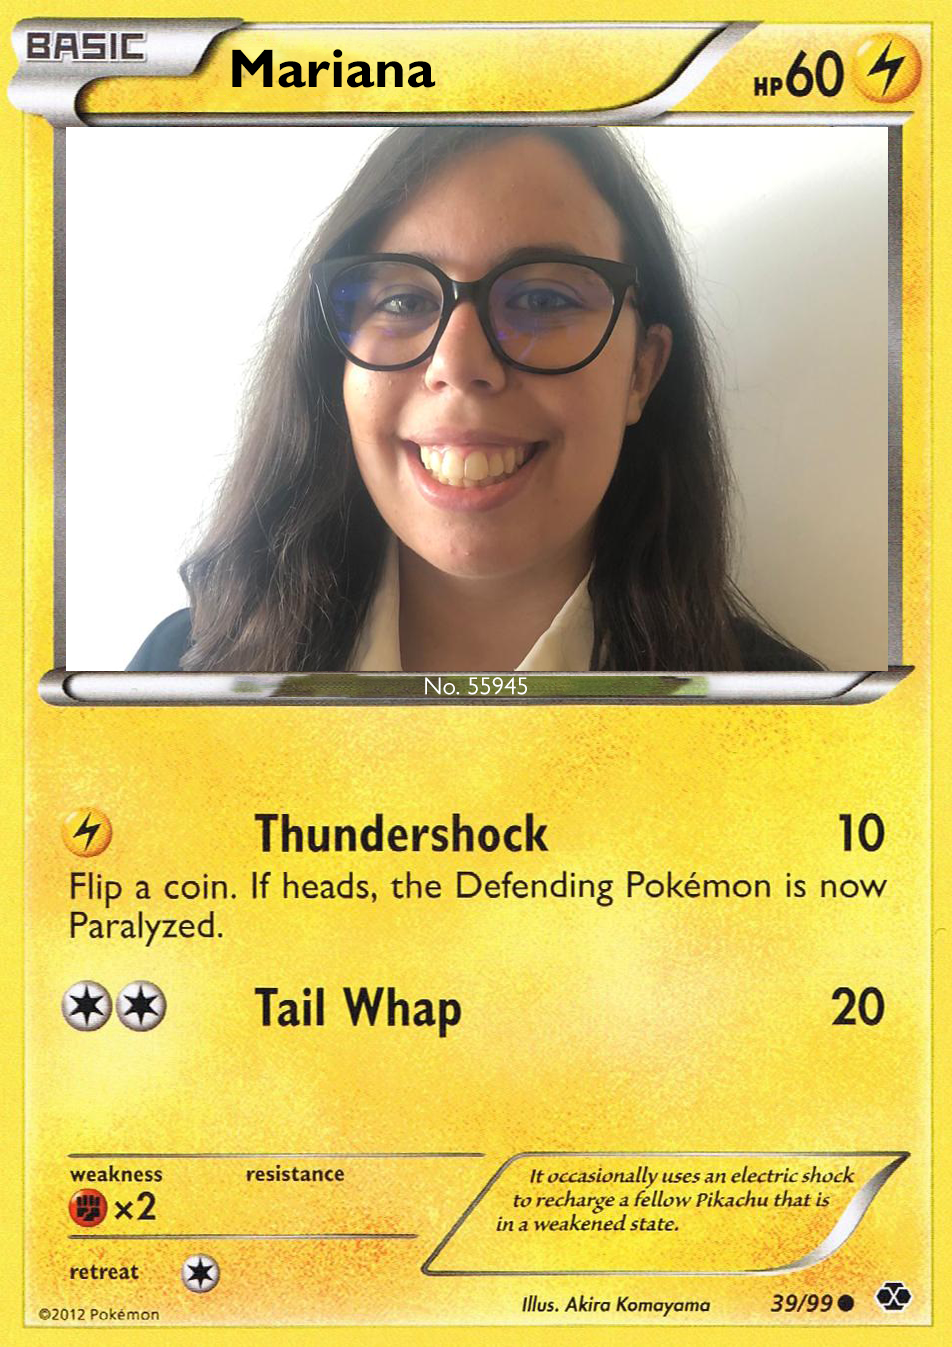 BASIC
Mariana
HP60
No. 55945
Thundershock 10
Flip a coin. If heads, the Defending Pokémon is now
Paralyzed.
Tail Whap 20
weakness resistance
×2
It occasionally uses an electric shock
to recharge a fellow Pikachu that is
in a weakened state.
retreat
©2012 Pokémon
Illus. Akira Komayama
39/99